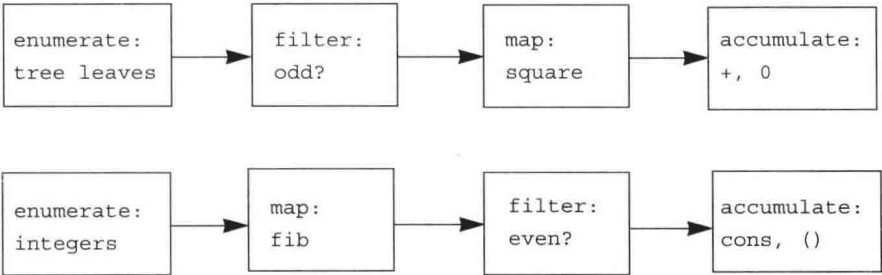 enumerate:
tree leaves
filter:
odd?
map:
square
accumulate:
+, 0
enumerate:
integers
map:
fib
filter:
even?
accumulate:
cons, ()